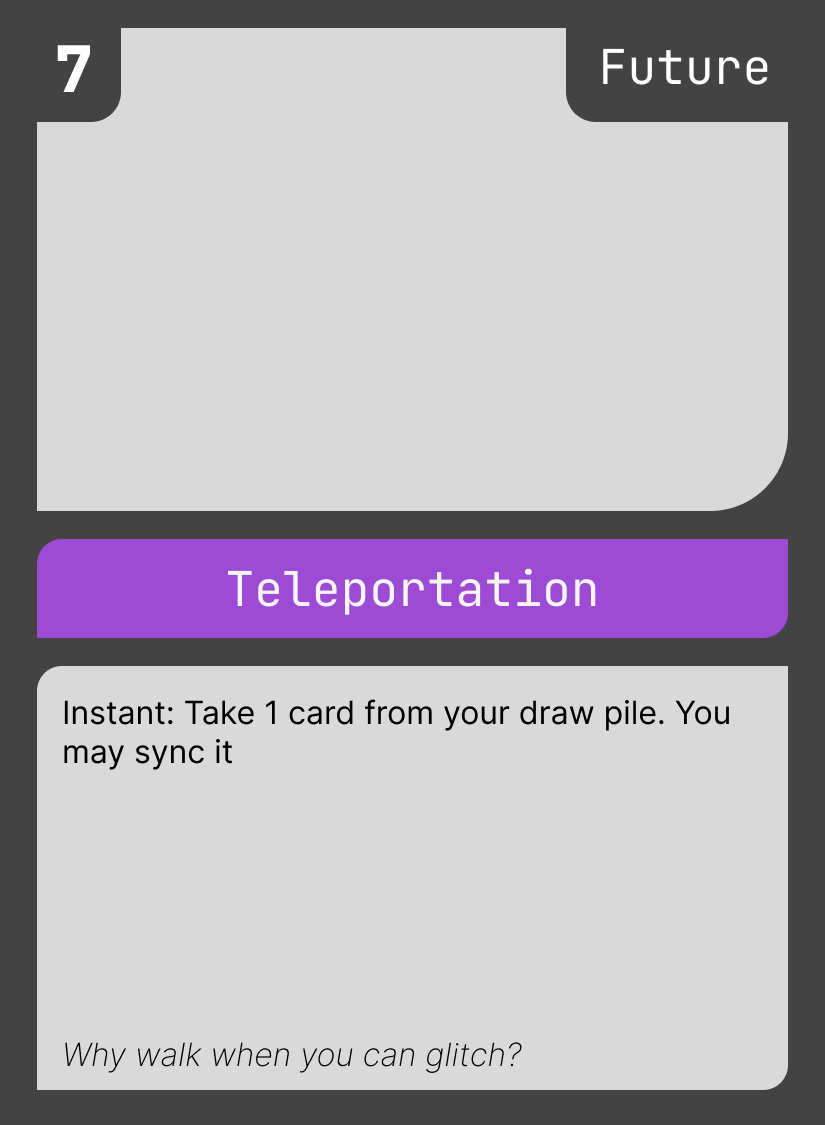 7
Future
Teleportation
Instant: Take 1 card from your draw pile. You
may sync it
Why walk when you can glitch?